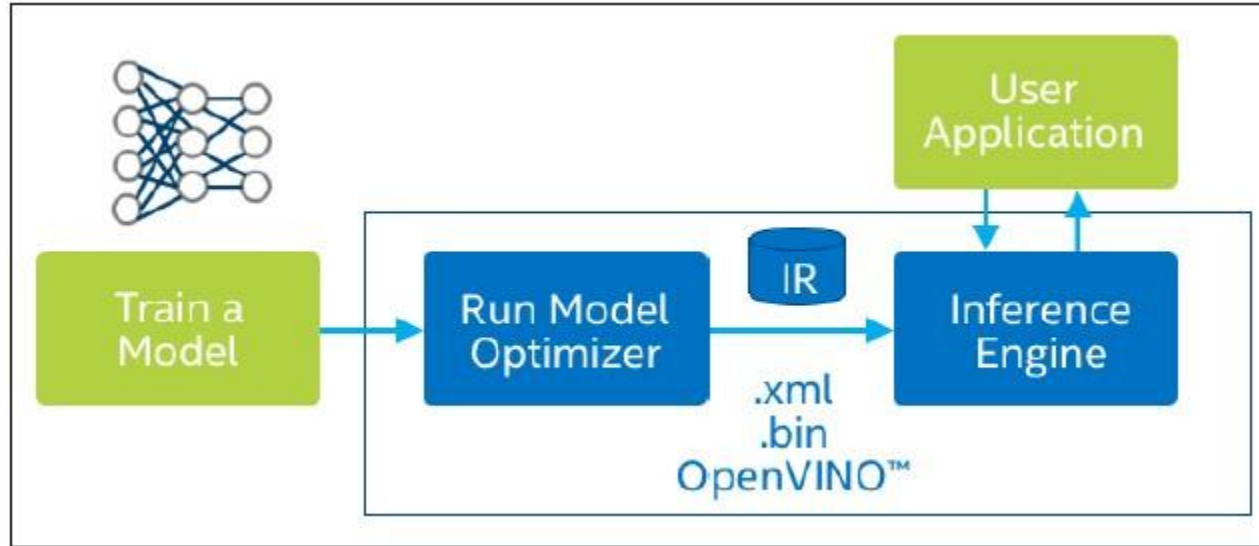 User
Application
Train a
Model
Run Model
Optimizer
IR
.xml
.bin
OpenVINO™
Inference
Engine